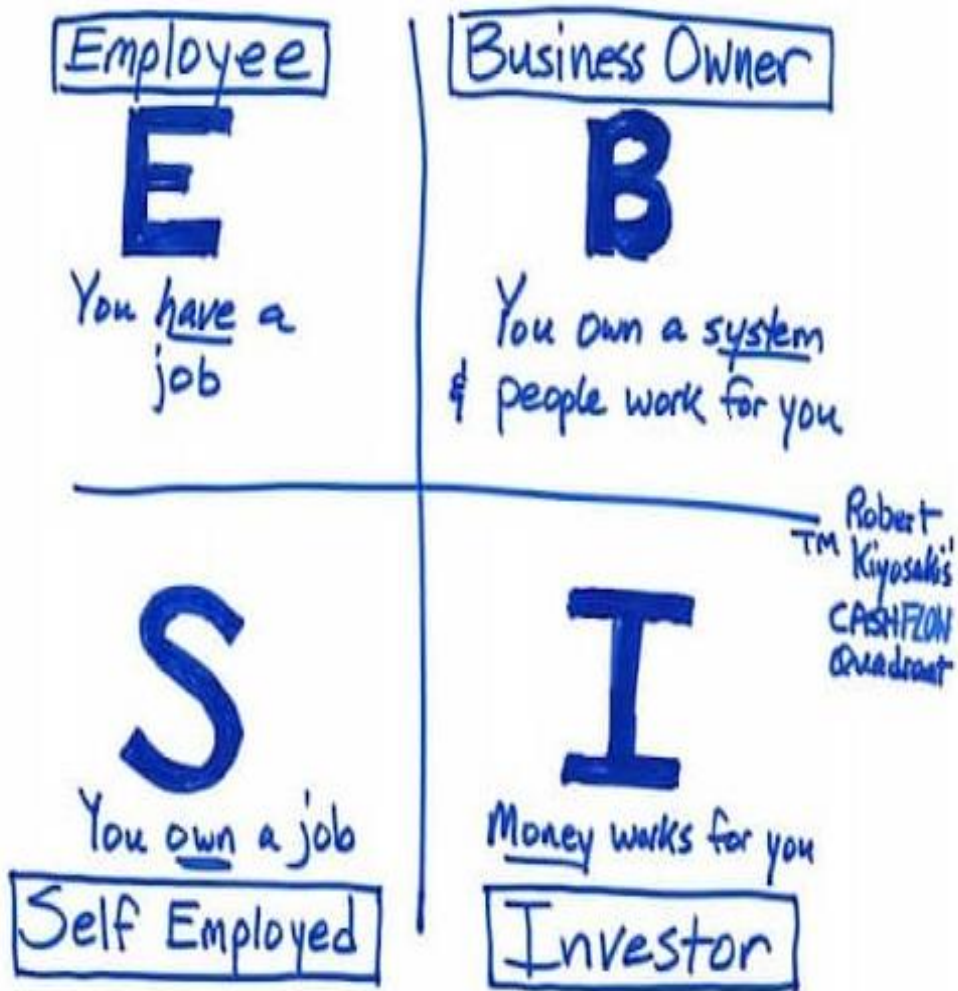 Employee
E
You have a
job
Business Owner
B
You own a system
& people work for you
S
You own a job
Self Employed
I
Money works for you
Investor
TM Robert
Kiyosakis'
CASHFLOW
Quadrant